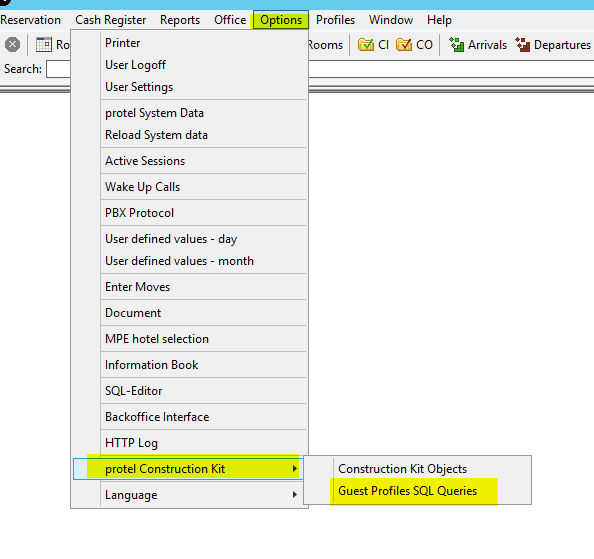 Reservation Cash Register Reports Office Options Profiles Window Help
Ro Rooms CI CO Arrivals Departures
Search:
Printer
User Logoff
User Settings
protel System Data
Reload System data
Active Sessions
Wake Up Calls
PBX Protocol
User defined values - day
User defined values - month
Enter Moves
Document
MPE hotel selection
Information Book
SQL-Editor
Backoffice Interface
HTTP Log
protel Construction Kit
Construction Kit Objects
Guest Profiles SQL Queries
Language